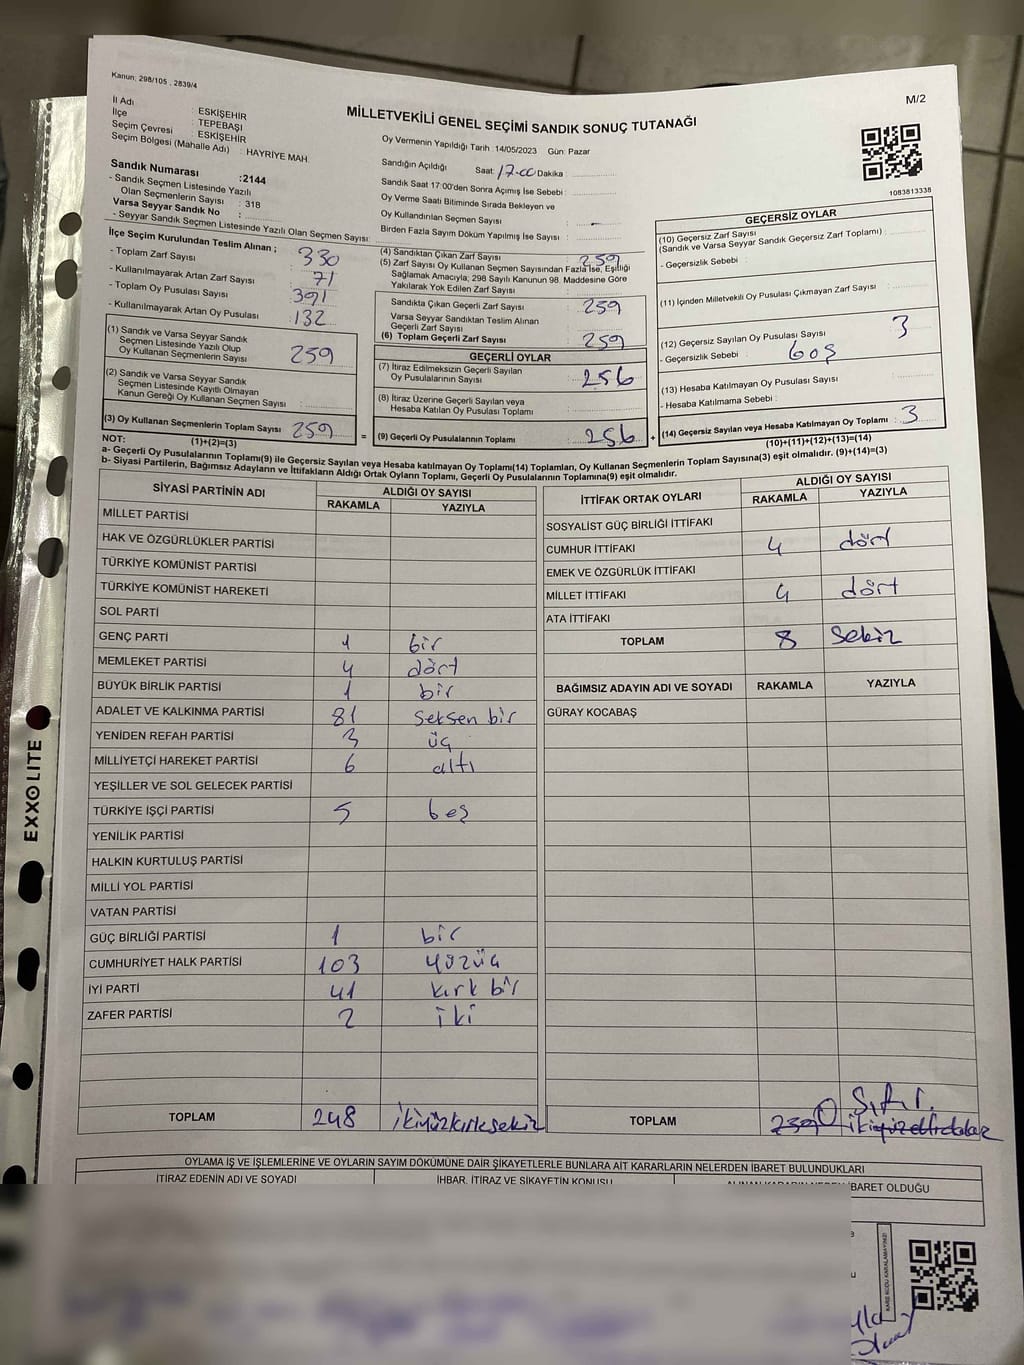 Kanun: 298/105 , 2839/4
M/2
MİLLETVEKİLİ GENEL SEÇİMİ SANDIK SONUÇ TUTANAĞI
İl Adı : ESKİŞEHİR
İlçe : TEPEBAŞI
Seçim Çevresi : ESKİŞEHİR
Seçim Bölgesi (Mahalle Adı) : HAYRİYE MAH.
Sandık Numarası :2144
- Sandık Seçmen Listesinde Yazılı
Olan Seçmenlerin Sayısı : 318
Varsa Seyyar Sandık No :
- Seyyar Sandık Seçmen Listesinde Yazılı Olan Seçmen Sayısı:
Oy Vermenin Yapıldığı Tarih :14/05/2023 Gün: Pazar
Sandığın Açıldığı Saat: 17.00 Dakika :
Sandık Saat 17:00'den Sonra Açımış İse Sebebi :
Oy Verme Saati Bitiminde Sırada Bekleyen ve
Oy Kullandırılan Seçmen Sayısı : -
Birden Fazla Sayım Döküm Yapılmış İse Sayısı :
1083813338
İlçe Seçim Kurulundan Teslim Alınan ;
- Toplam Zarf Sayısı : 330
- Kullanılmayarak Artan Zarf Sayısı : 71
- Toplam Oy Pusulası Sayısı : 391
- Kullanılmayarak Artan Oy Pusulası : 132
(1) Sandık ve Varsa Seyyar Sandık
Seçmen Listesinde Yazılı Olup
Oy Kullanan Seçmenlerin Sayısı : 259
(2) Sandık ve Varsa Seyyar Sandık
Seçmen Listesinde Kayıtlı Olmayan
Kanun Gereği Oy Kullanan Seçmen Sayısı :
(3) Oy Kullanan Seçmenlerin Toplam Sayısı : 259
(4) Sandıktan Çıkan Zarf Sayısı : 259
(5) Zarf Sayısı Oy Kullanan Seçmen Sayısından Fazla İse, Eşitliği
Sağlamak Amacıyla; 298 Sayılı Kanunun 98. Maddesine Göre
Yakılarak Yok Edilen Zarf Sayısı :
Sandıkta Çıkan Geçerli Zarf Sayısı : 259
Varsa Seyyar Sandıktan Teslim Alınan
Geçerli Zarf Sayısı :
(6) Toplam Geçerli Zarf Sayısı : 259
GEÇERLİ OYLAR
(7) İtiraz Edilmeksizin Geçerli Sayılan
Oy Pusulalarının Sayısı : 256
(8) İtiraz Üzerine Geçerli Sayılan veya
Hesaba Katılan Oy Pusulası Toplamı :
= (9) Geçerli Oy Pusulalarının Toplamı : 256
GEÇERSİZ OYLAR
(10) Geçersiz Zarf Sayısı
(Sandık ve Varsa Seyyar Sandık Geçersiz Zarf Toplamı) :
- Geçersizlik Sebebi :
(11) İçinden Milletvekili Oy Pusulası Çıkmayan Zarf Sayısı :
(12) Geçersiz Sayılan Oy Pusulası Sayısı : 3
- Geçersizlik Sebebi : boş
(13) Hesaba Katılmayan Oy Pusulası Sayısı :
- Hesaba Katılmama Sebebi :
+ (14) Geçersiz Sayılan veya Hesaba Katılmayan Oy Toplamı : 3
NOT: (1)+(2)=(3) (10)+(11)+(12)+(13)=(14)
a- Geçerli Oy Pusulalarının Toplamı(9) ile Geçersiz Sayılan veya Hesaba katılmayan Oy Toplamı(14) Toplamları, Oy Kullanan Seçmenlerin Toplam Sayısına(3) eşit olmalıdır. (9)+(14)=(3)
b- Siyasi Partilerin, Bağımsız Adayların ve İttifakların Aldığı Ortak Oyların Toplamı, Geçerli Oy Pusulalarının Toplamına(9) eşit olmalıdır.
SİYASİ PARTİNİN ADI ALDIĞI OY SAYISI
RAKAMLA YAZIYLA
MİLLET PARTİSİ
HAK VE ÖZGÜRLÜKLER PARTİSİ
TÜRKİYE KOMÜNİST PARTİSİ
TÜRKİYE KOMÜNİST HAREKETİ
SOL PARTİ
GENÇ PARTİ 1 bir
MEMLEKET PARTİSİ 4 dört
BÜYÜK BİRLİK PARTİSİ 1 bir
ADALET VE KALKINMA PARTİSİ 81 seksen bir
YENİDEN REFAH PARTİSİ 3 üç
MİLLİYETÇİ HAREKET PARTİSİ 6 altı
YEŞİLLER VE SOL GELECEK PARTİSİ
TÜRKİYE İŞÇİ PARTİSİ 5 beş
YENİLİK PARTİSİ
HALKIN KURTULUŞ PARTİSİ
MİLLİ YOL PARTİSİ
VATAN PARTİSİ
GÜÇ BİRLİĞİ PARTİSİ 1 bir
CUMHURİYET HALK PARTİSİ 103 yüzüç
İYİ PARTİ 41 kırk bir
ZAFER PARTİSİ 2 iki
TOPLAM 248 ikiyüzkırksekiz
İTTİFAK ORTAK OYLARI ALDIĞI OY SAYISI
RAKAMLA YAZIYLA
SOSYALİST GÜÇ BİRLİĞİ İTTİFAKI
CUMHUR İTTİFAKI 4 dört
EMEK VE ÖZGÜRLÜK İTTİFAKI
MİLLET İTTİFAKI 4 dört
ATA İTTİFAKI
TOPLAM 8 sekiz
BAĞIMSIZ ADAYIN ADI VE SOYADI RAKAMLA YAZIYLA
GÜRAY KOCABAŞ
TOPLAM 259 0 Sıfır.
OYLAMA İŞ VE İŞLEMLERİNE VE OYLARIN SAYIM DÖKÜMÜNE DAİR ŞİKAYETLERLE BUNLARA AİT KARARLARIN NELERDEN İBARET BULUNDUKLARI
İTİRAZ EDENİN ADI VE SOYADI İHBAR, İTİRAZ VE ŞİKAYETİN KONUSU ALINAN KARARIN NEDEN İBARET OLDUĞU
EXXOLITE